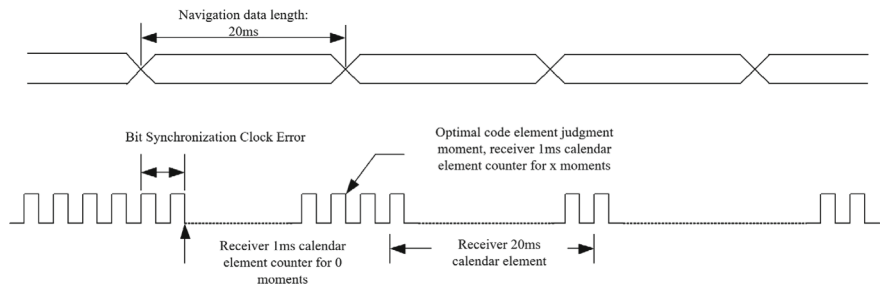 Navigation data length:
20ms
Bit Synchronization Clock Error
Optimal code element judgment
moment, receiver 1ms calendar
element counter for x moments
Receiver 1ms calendar
element counter for 0
moments
Receiver 20ms
calendar element